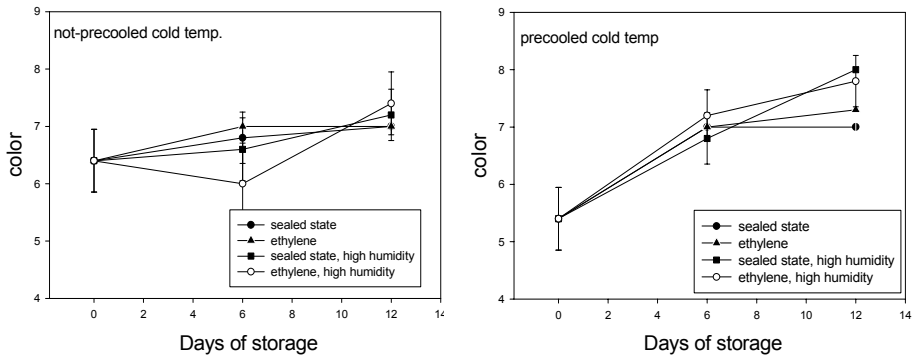 not-precooled cold temp.
color
9
8
7
6
5
4
sealed state
ethylene
sealed state, high humidity
ethylene, high humidity
0 2 4 6 8 10 12 14
Days of storage
precooled cold temp
color
9
8
7
6
5
4
sealed state
ethylene
sealed state, high humidity
ethylene, high humidity
0 2 4 6 8 10 12 14
Days of storage